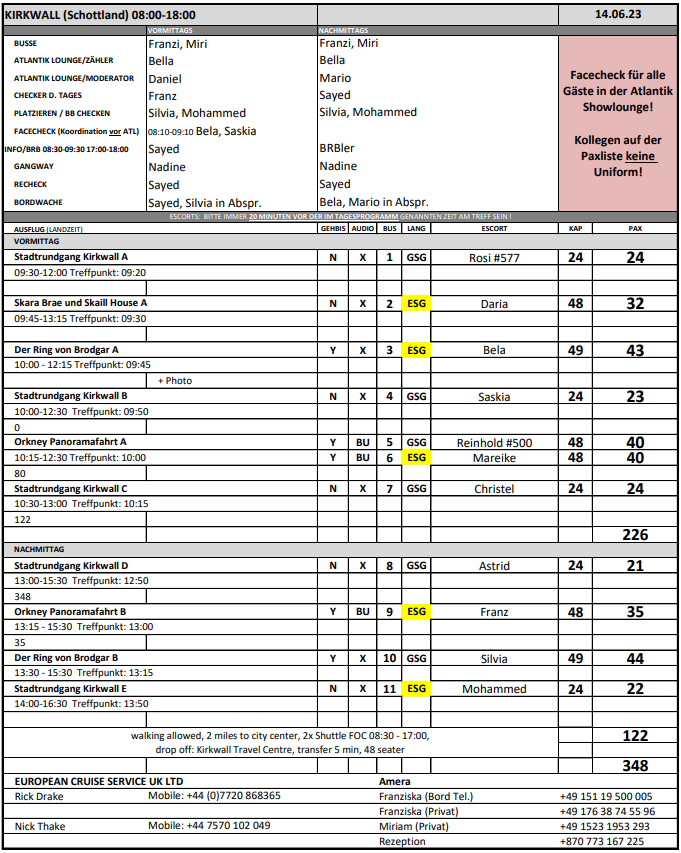 KIRKWALL (Schottland) 08:00-18:00 14.06.23
VORMITTAGS NACHMITTAGS
BUSSE Franzi, Miri Franzi, Miri
ATLANTIK LOUNGE/ZÄHLER Bella Bella
ATLANTIK LOUNGE/MODERATOR Daniel Mario
CHECKER D. TAGES Franz Sayed
PLATZIEREN / BB CHECKEN Silvia, Mohammed Silvia, Mohammed
FACECHECK (Koordination vor ATL) 08:10-09:10 Bela, Saskia
INFO/BRB 08:30-09:30 17:00-18:00 Sayed BRBler
GANGWAY Nadine Nadine
RECHECK Sayed Sayed
BORDWACHE Sayed, Silvia in Abspr. Bela, Mario in Abspr.
Facecheck für alle
Gäste in der Atlantik
Showlounge!
Kollegen auf der
Paxliste keine
Uniform!
ESCORTS: BITTE IMMER 20 MINUTEN VOR DER IM TAGESPROGRAMM GENANNTEN ZEIT AM TREFF SEIN !
AUSFLUG (LANDZEIT) GEHBIS AUDIO BUS LANG ESCORT KAP PAX
VORMITTAG
Stadtrundgang Kirkwall A N X 1 GSG Rosi #577 24 24
09:30-12:00 Treffpunkt: 09:20
Skara Brae und Skaill House A N X 2 ESG Daria 48 32
09:45-13:15 Treffpunkt: 09:30
Der Ring von Brodgar A Y X 3 ESG Bela 49 43
10:00 - 12:15 Treffpunkt: 09:45
+ Photo
Stadtrundgang Kirkwall B N X 4 GSG Saskia 24 23
10:00-12:30 Treffpunkt: 09:50
0
Orkney Panoramafahrt A Y BU 5 GSG Reinhold #500 48 40
10:15-12:30 Treffpunkt: 10:00 Y BU 6 ESG Mareike 48 40
80
Stadtrundgang Kirkwall C N X 7 GSG Christel 24 24
10:30-13:00 Treffpunkt: 10:15
122
226
NACHMITTAG
Stadtrundgang Kirkwall D N X 8 GSG Astrid 24 21
13:00-15:30 Treffpunkt: 12:50
348
Orkney Panoramafahrt B Y BU 9 ESG Franz 48 35
13:15 - 15:30 Treffpunkt: 13:00
35
Der Ring von Brodgar B Y X 10 GSG Silvia 49 44
13:30 - 15:30 Treffpunkt: 13:15
Stadtrundgang Kirkwall E N X 11 ESG Mohammed 24 22
14:00-16:30 Treffpunkt: 13:50
walking allowed, 2 miles to city center, 2x Shuttle FOC 08:30 - 17:00, 122
drop off: Kirkwall Travel Centre, transfer 5 min, 48 seater
348
EUROPEAN CRUISE SERVICE UK LTD Amera
Rick Drake Mobile: +44 (0)7720 868365 Franziska (Bord Tel.) +49 151 19 500 005
Franziska (Privat) +49 176 38 74 55 96
Nick Thake Mobile: +44 7570 102 049 Miriam (Privat) +49 1523 1953 293
Rezeption +870 773 167 225